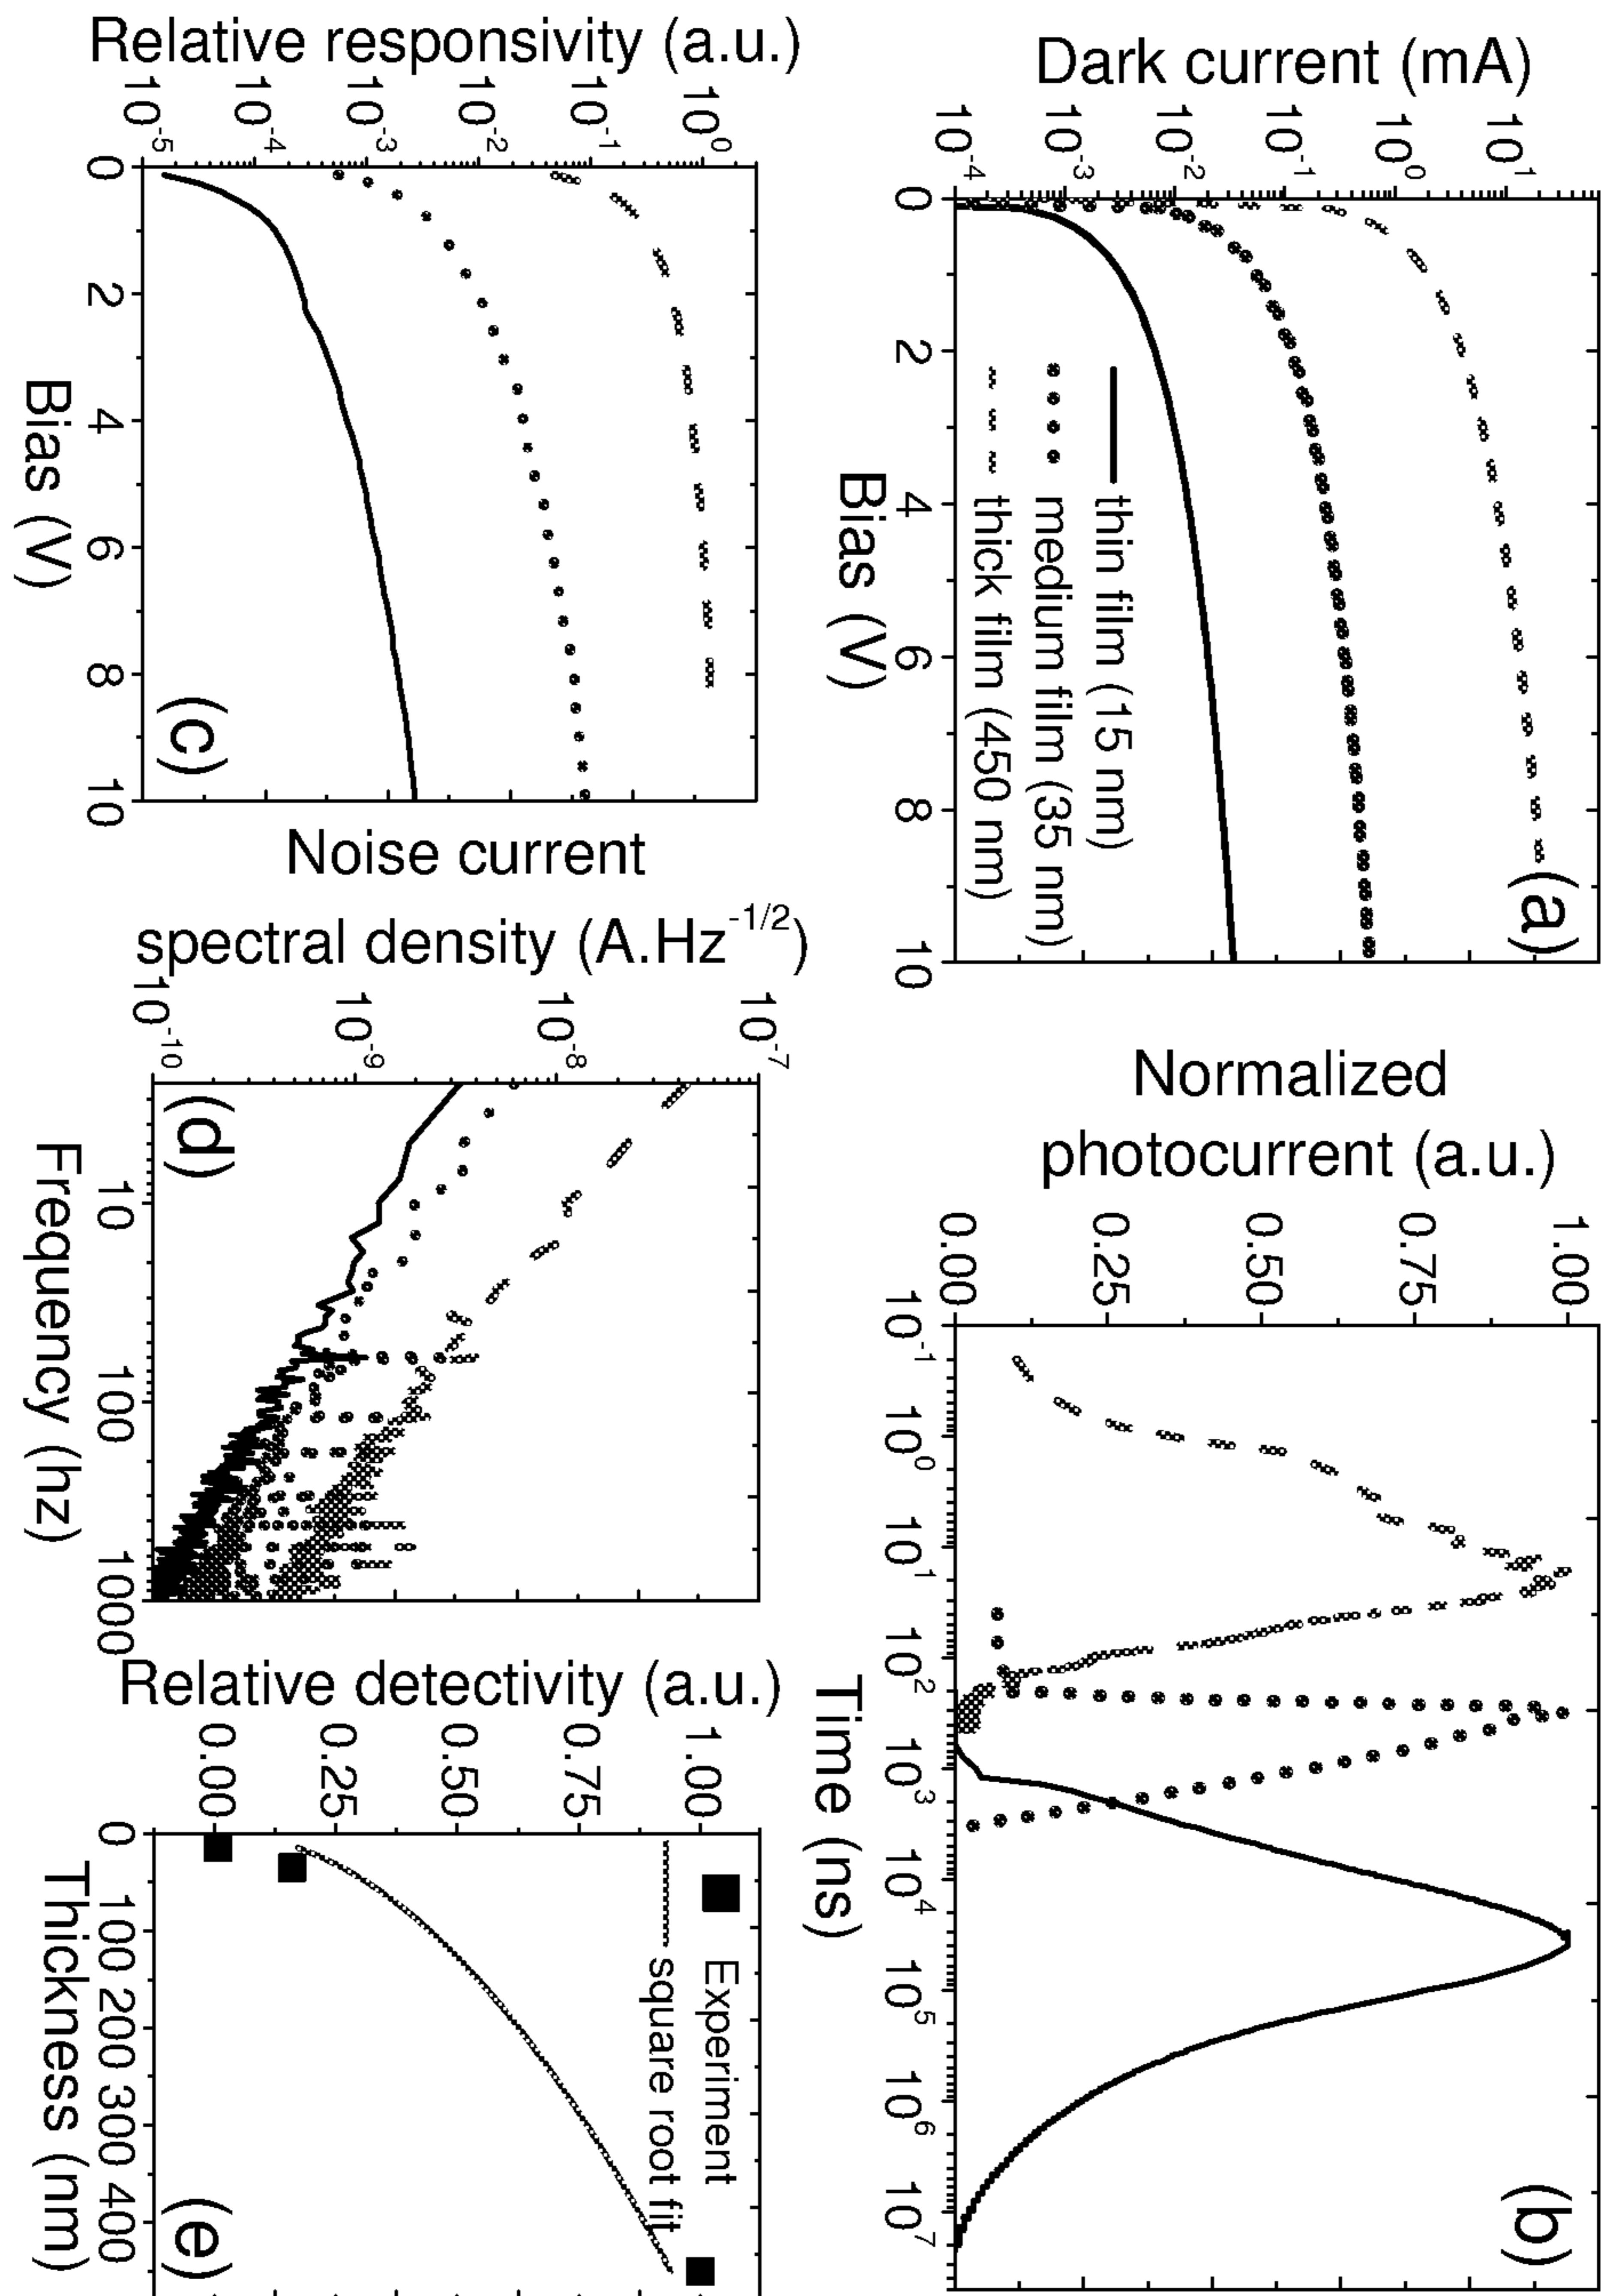 Dark current (mA)
10^1
10^0
10^-1
10^-2
10^-3
10^-4
0
2
4
6
8
10
Bias (V)
(a)
thin film (15 nm)
medium film (35 nm)
thick film (450 nm)
Normalized
photocurrent (a.u.)
1.00
0.75
0.50
0.25
0.00
10^-1
10^0
10^1
10^2
10^3
10^4
10^5
10^6
10^7
Time (ns)
(b)
Relative responsivity (a.u.)
10^0
10^-1
10^-2
10^-3
10^-4
10^-5
0
2
4
6
8
10
Bias (V)
(c)
Noise current
spectral density (A.Hz^-1/2)
10^-7
10^-8
10^-9
10^-10
10
100
1000
Frequency (hz)
(d)
Relative detectivity (a.u.)
1.00
0.75
0.50
0.25
0.00
0
100
200
300
400
Thickness (nm)
Experiment
square root fit
(e)